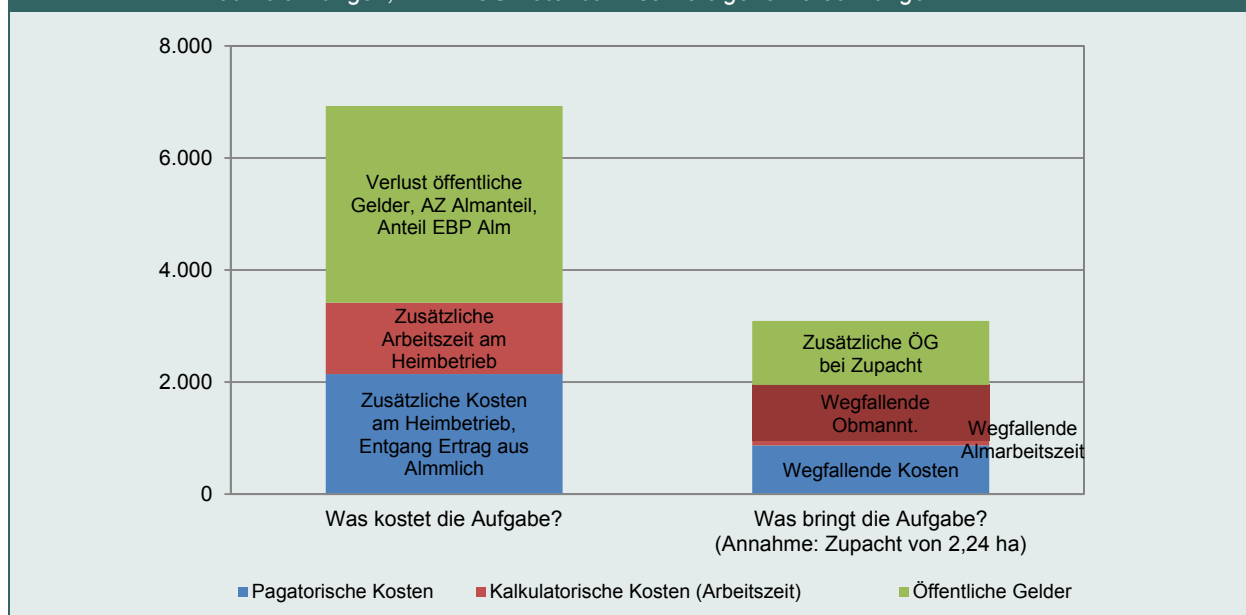 8.000
6.000
4.000
2.000
0
Verlust öffentliche
Gelder, AZ Almanteil,
Anteil EBP Alm
Zusätzliche
Arbeitszeit am
Heimbetrieb
Zusätzliche Kosten
am Heimbetrieb,
Entgang Ertrag aus
Almmlich
Zusätzliche ÖG
bei Zupacht
Wegfallende
Obmannt.
Wegfallende
Almarbeitszeit
Wegfallende Kosten
Was kostet die Aufgabe?
Was bringt die Aufgabe?
(Annahme: Zupacht von 2,24 ha)
Pagatorische Kosten
Kalkulatorische Kosten (Arbeitszeit)
Öffentliche Gelder